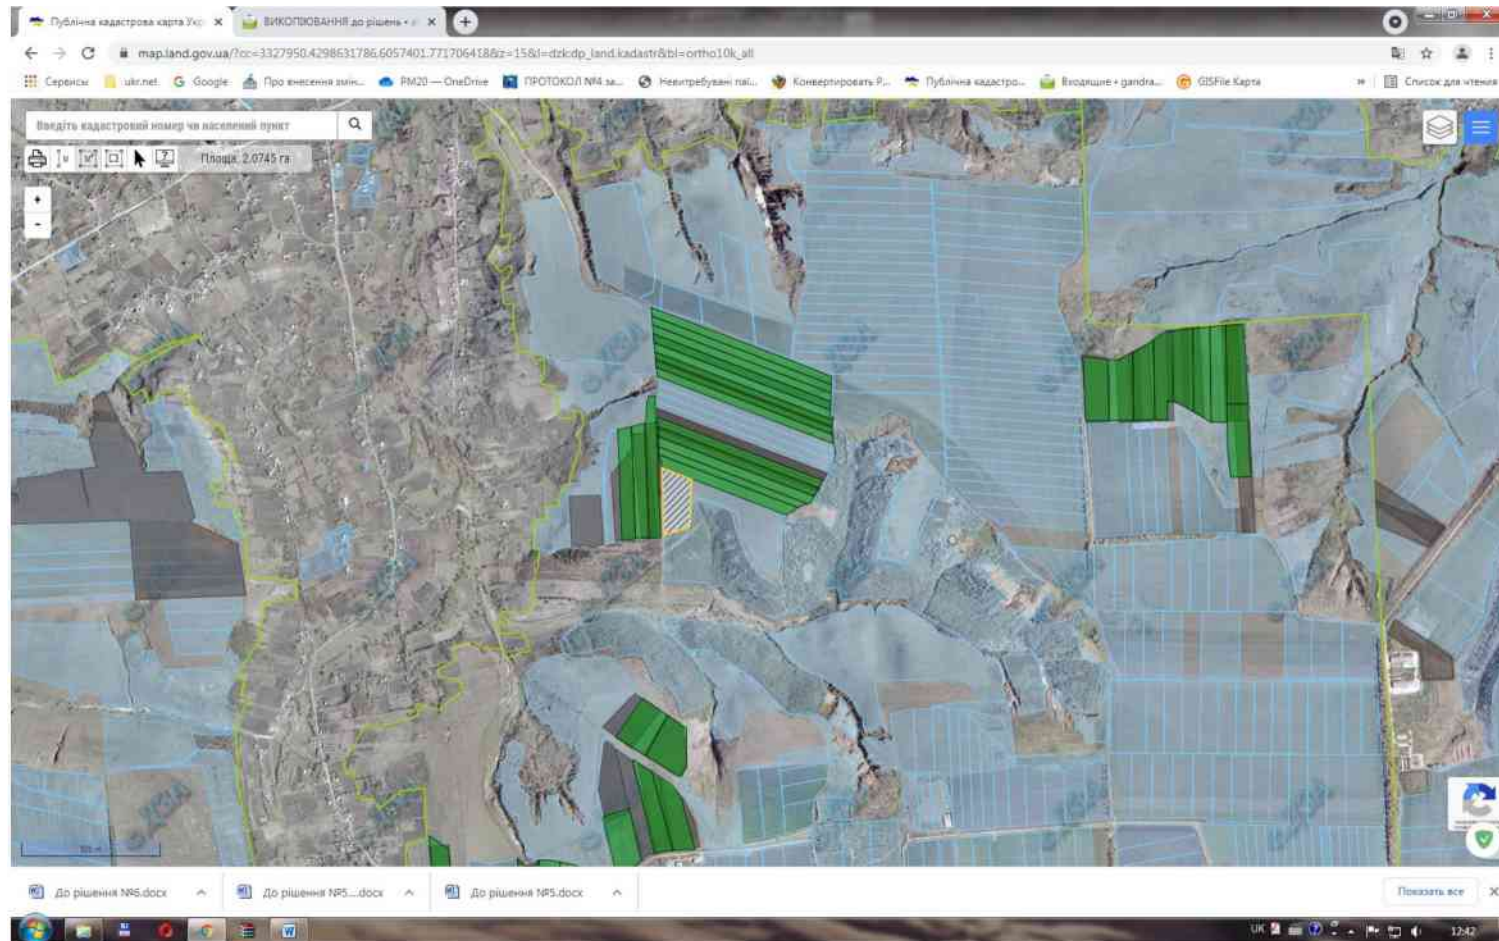 Публічна кадастрова карта Укр
ВИКОПІЮВАННЯ до рішень •
map.land.gov.ua/?cc=3327950.4298631786,6057401.771706418&z=15&l=dzk:dp_land.kadastr&bl=ortho10k_all
Сервисы ukr.net Google Про внесення змін... PM20 — OneDrive ПРОТОКОЛ №4 за... Невитребувані паї... Конвертировать P... Публічна кадастро... Входящие • gandra... GISFile Карта » Список для чтения
Введіть кадастровий номер чи населений пункт
Площа: 2.0745 га
+
-
До рішення №6.docx
До рішення №5....docx
До рішення №5.docx
Показать все
UK
12:42